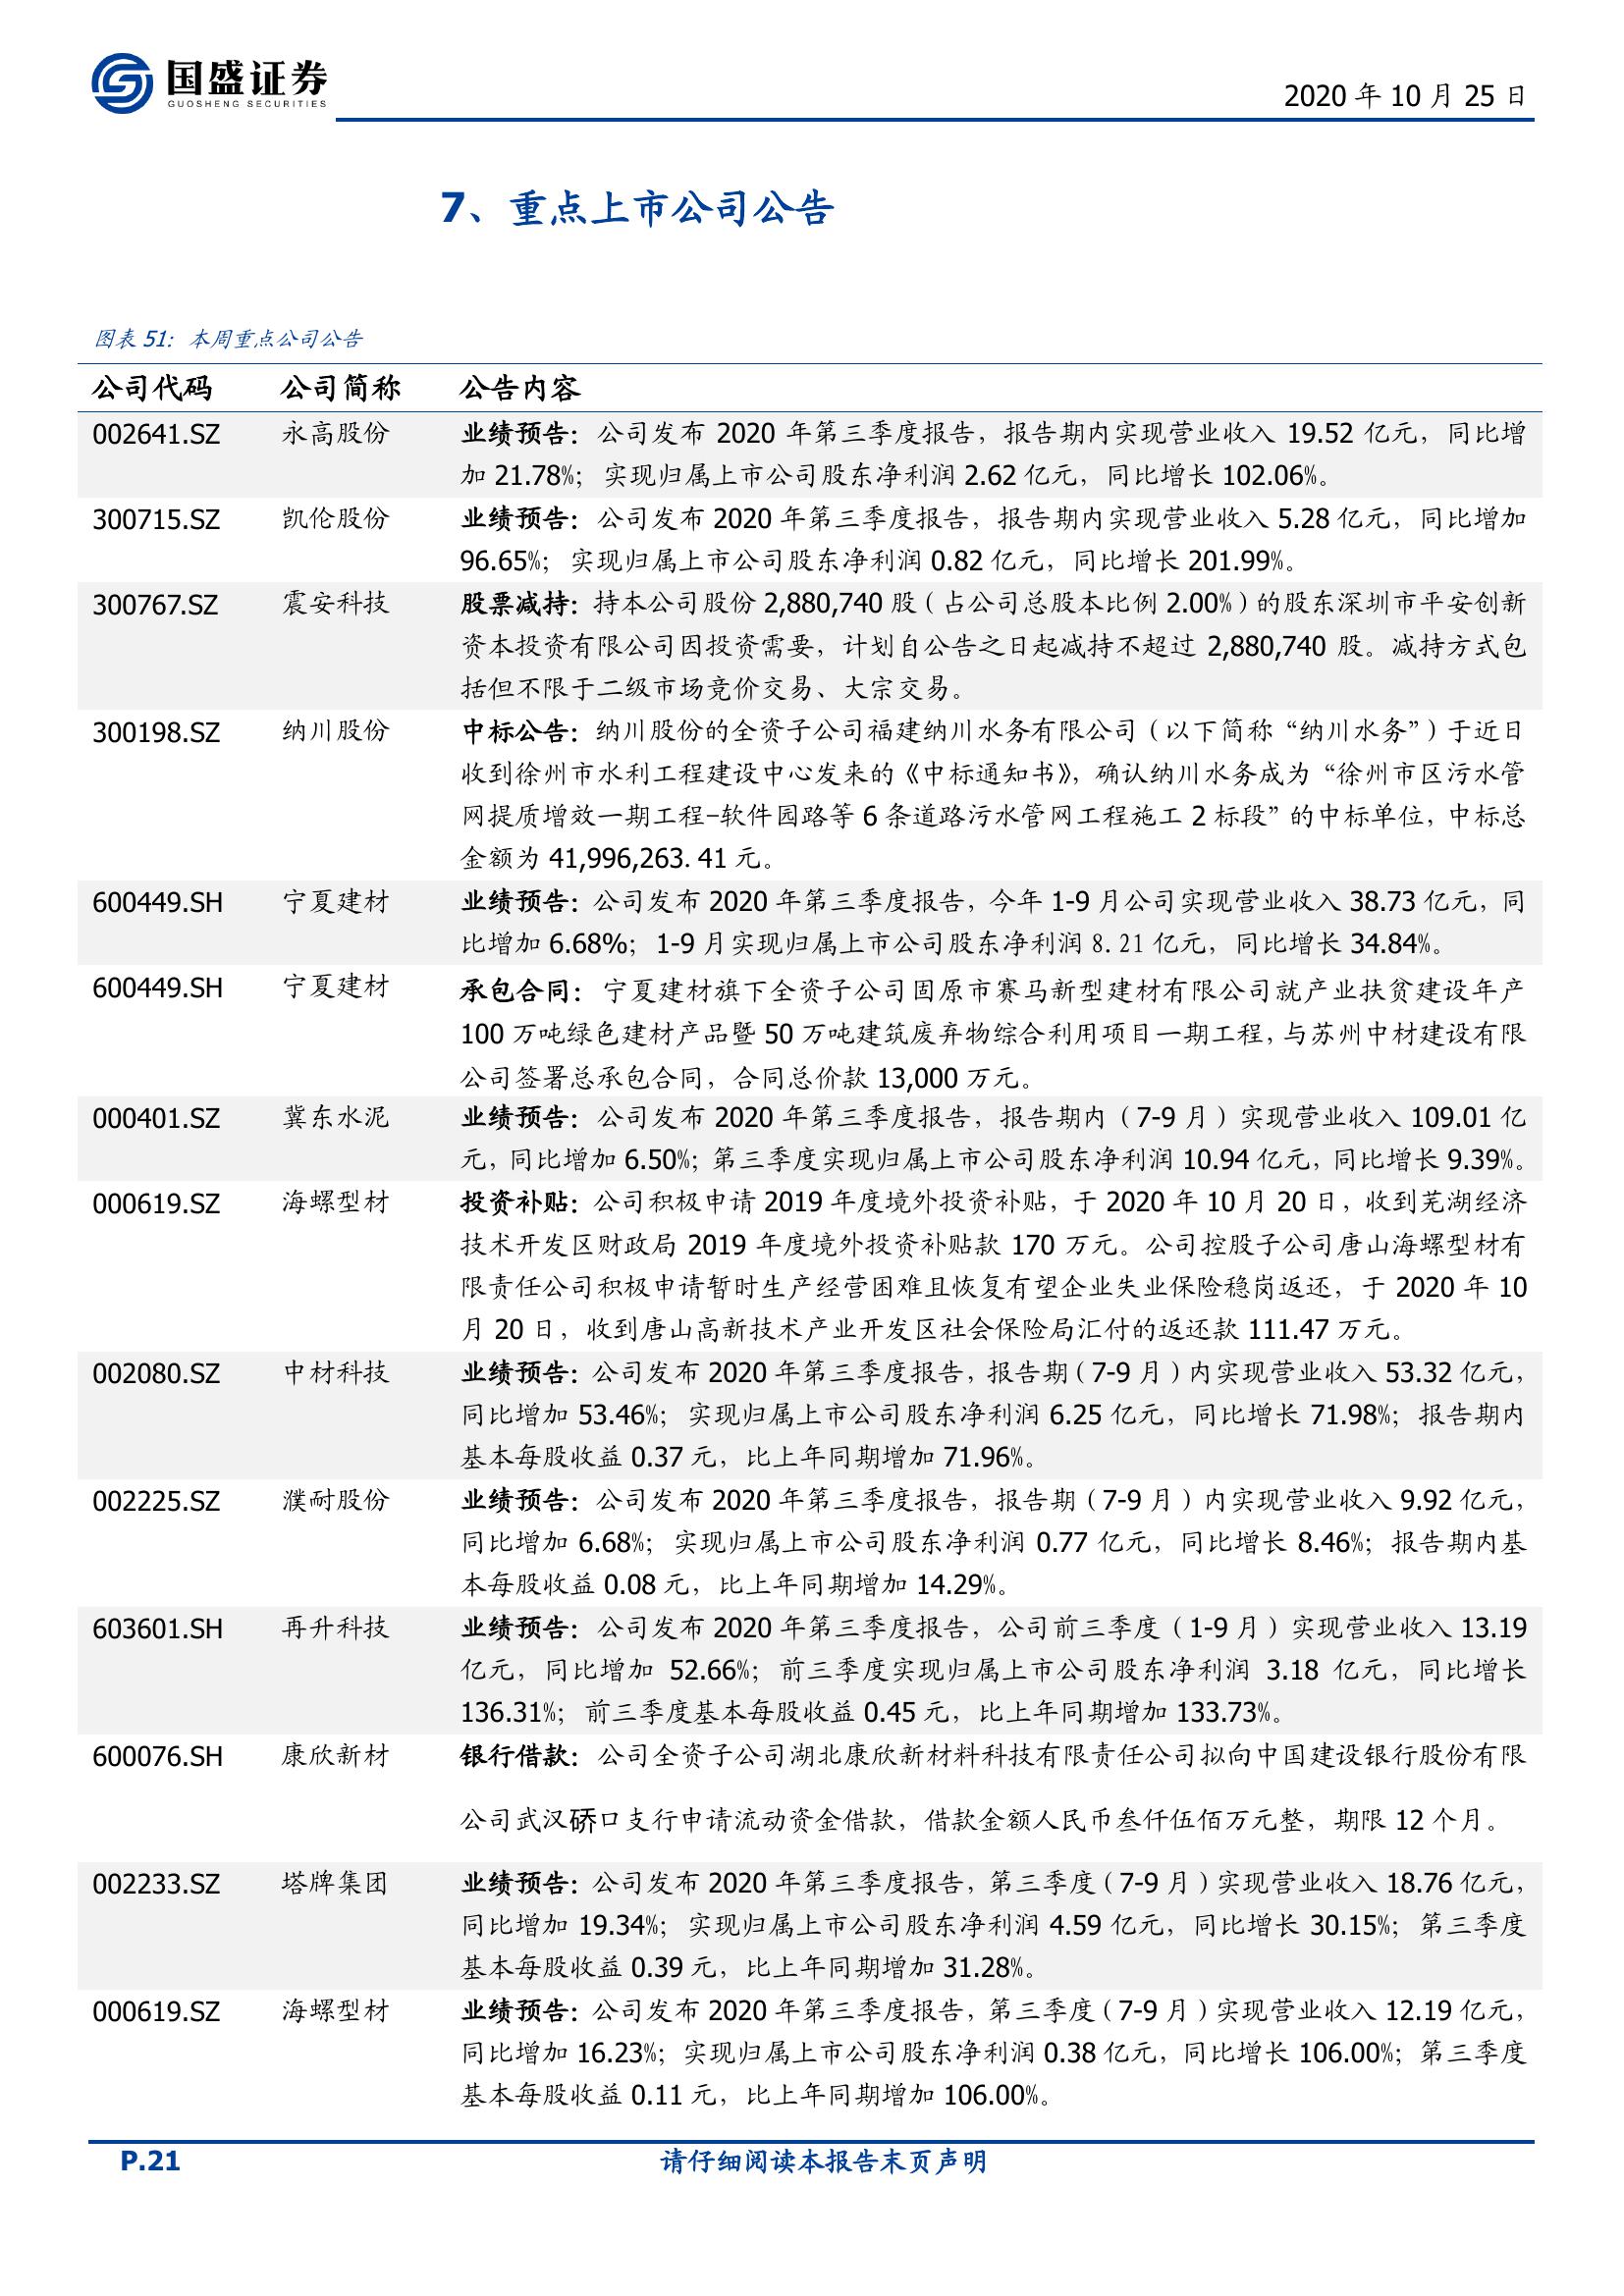 国盛证券
GUOSHENG SECURITIES
2020 年 10 月 25 日
7、重点上市公司公告
图表 51：本周重点公司公告
公司代码 公司简称 公告内容
002641.SZ 永高股份 业绩预告：公司发布 2020 年第三季度报告，报告期内实现营业收入 19.52 亿元，同比增
加 21.78%；实现归属上市公司股东净利润 2.62 亿元，同比增长 102.06%。
300715.SZ 凯伦股份 业绩预告：公司发布 2020 年第三季度报告，报告期内实现营业收入 5.28 亿元，同比增加
96.65%；实现归属上市公司股东净利润 0.82 亿元，同比增长 201.99%。
300767.SZ 震安科技 股票减持：持本公司股份 2,880,740 股（占公司总股本比例 2.00%）的股东深圳市平安创新
资本投资有限公司因投资需要，计划自公告之日起减持不超过 2,880,740 股。减持方式包
括但不限于二级市场竞价交易、大宗交易。
300198.SZ 纳川股份 中标公告：纳川股份的全资子公司福建纳川水务有限公司（以下简称“纳川水务”）于近日
收到徐州市水利工程建设中心发来的《中标通知书》，确认纳川水务成为“徐州市区污水管
网提质增效一期工程-软件园路等 6 条道路污水管网工程施工 2 标段”的中标单位，中标总
金额为 41,996,263.41 元。
600449.SH 宁夏建材 业绩预告：公司发布 2020 年第三季度报告，今年 1-9 月公司实现营业收入 38.73 亿元，同
比增加 6.68%；1-9 月实现归属上市公司股东净利润 8.21 亿元，同比增长 34.84%。
600449.SH 宁夏建材 承包合同：宁夏建材旗下全资子公司固原市赛马新型建材有限公司就产业扶贫建设年产
100 万吨绿色建材产品暨 50 万吨建筑废弃物综合利用项目一期工程，与苏州中材建设有限
公司签署总承包合同，合同总价款 13,000 万元。
000401.SZ 冀东水泥 业绩预告：公司发布 2020 年第三季度报告，报告期内（7-9 月）实现营业收入 109.01 亿
元，同比增加 6.50%；第三季度实现归属上市公司股东净利润 10.94 亿元，同比增长 9.39%。
000619.SZ 海螺型材 投资补贴：公司积极申请 2019 年度境外投资补贴，于 2020 年 10 月 20 日，收到芜湖经济
技术开发区财政局 2019 年度境外投资补贴款 170 万元。公司控股子公司唐山海螺型材有
限责任公司积极申请暂时生产经营困难且恢复有望企业失业保险稳岗返还，于 2020 年 10
月 20 日，收到唐山高新技术产业开发区社会保险局汇付的返还款 111.47 万元。
002080.SZ 中材科技 业绩预告：公司发布 2020 年第三季度报告，报告期（7-9 月）内实现营业收入 53.32 亿元，
同比增加 53.46%；实现归属上市公司股东净利润 6.25 亿元，同比增长 71.98%；报告期内
基本每股收益 0.37 元，比上年同期增加 71.96%。
002225.SZ 濮耐股份 业绩预告：公司发布 2020 年第三季度报告，报告期（7-9 月）内实现营业收入 9.92 亿元，
同比增加 6.68%；实现归属上市公司股东净利润 0.77 亿元，同比增长 8.46%；报告期内基
本每股收益 0.08 元，比上年同期增加 14.29%。
603601.SH 再升科技 业绩预告：公司发布 2020 年第三季度报告，公司前三季度（1-9 月）实现营业收入 13.19
亿元，同比增加 52.66%；前三季度实现归属上市公司股东净利润 3.18 亿元，同比增长
136.31%；前三季度基本每股收益 0.45 元，比上年同期增加 133.73%。
600076.SH 康欣新材 银行借款：公司全资子公司湖北康欣新材料科技有限责任公司拟向中国建设银行股份有限
公司武汉硚口支行申请流动资金借款，借款金额人民币叁仟伍佰万元整，期限 12 个月。
002233.SZ 塔牌集团 业绩预告：公司发布 2020 年第三季度报告，第三季度（7-9 月）实现营业收入 18.76 亿元，
同比增加 19.34%；实现归属上市公司股东净利润 4.59 亿元，同比增长 30.15%；第三季度
基本每股收益 0.39 元，比上年同期增加 31.28%。
000619.SZ 海螺型材 业绩预告：公司发布 2020 年第三季度报告，第三季度（7-9 月）实现营业收入 12.19 亿元，
同比增加 16.23%；实现归属上市公司股东净利润 0.38 亿元，同比增长 106.00%；第三季度
基本每股收益 0.11 元，比上年同期增加 106.00%。
P.21 请仔细阅读本报告末页声明